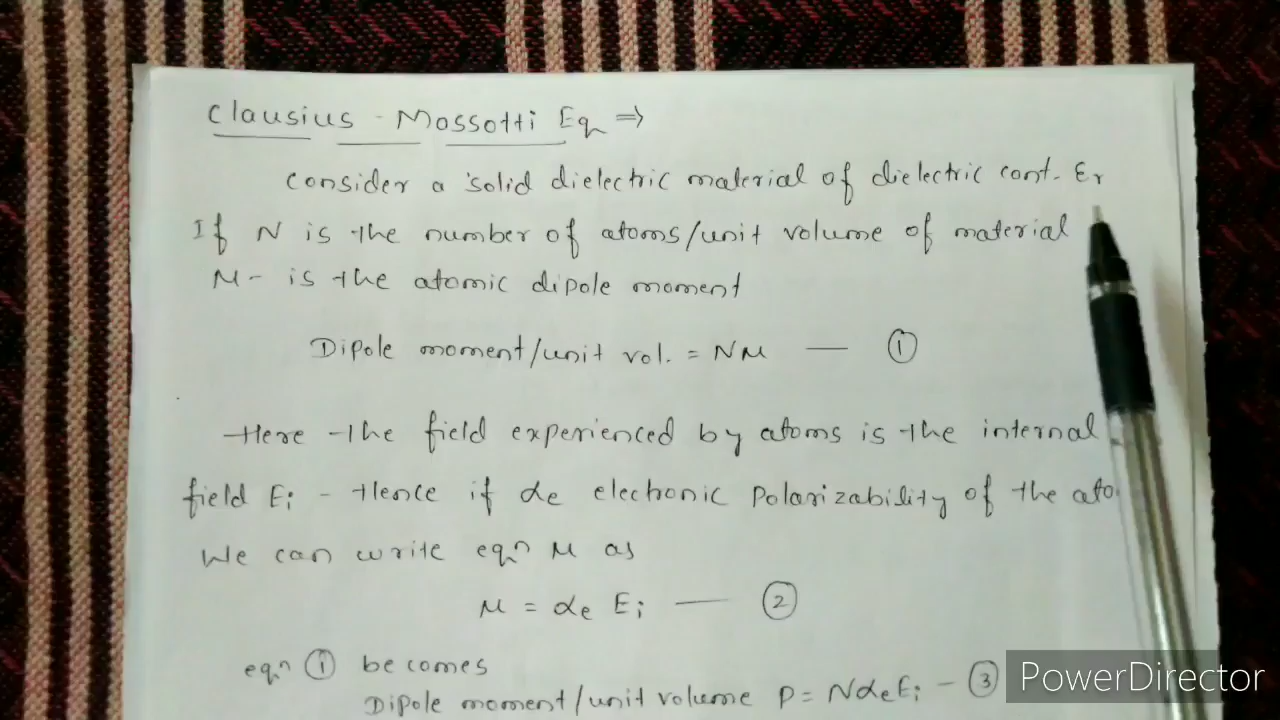 Clausius - Mossotti Eqn ⇒
Consider a solid dielectric material of dielectric cont. εr
If N is the number of atoms/unit volume of material
μ - is the atomic dipole moment
Dipole moment/unit vol. = Nμ — ①
Here the field experienced by atoms is the internal
field Ei - Hence if αe electronic polarizability of the ato
We can write eqn μ as
μ = αe Ei — ②
eqn ① becomes
Dipole moment/unit volume P = NαeEi - ③
PowerDirector